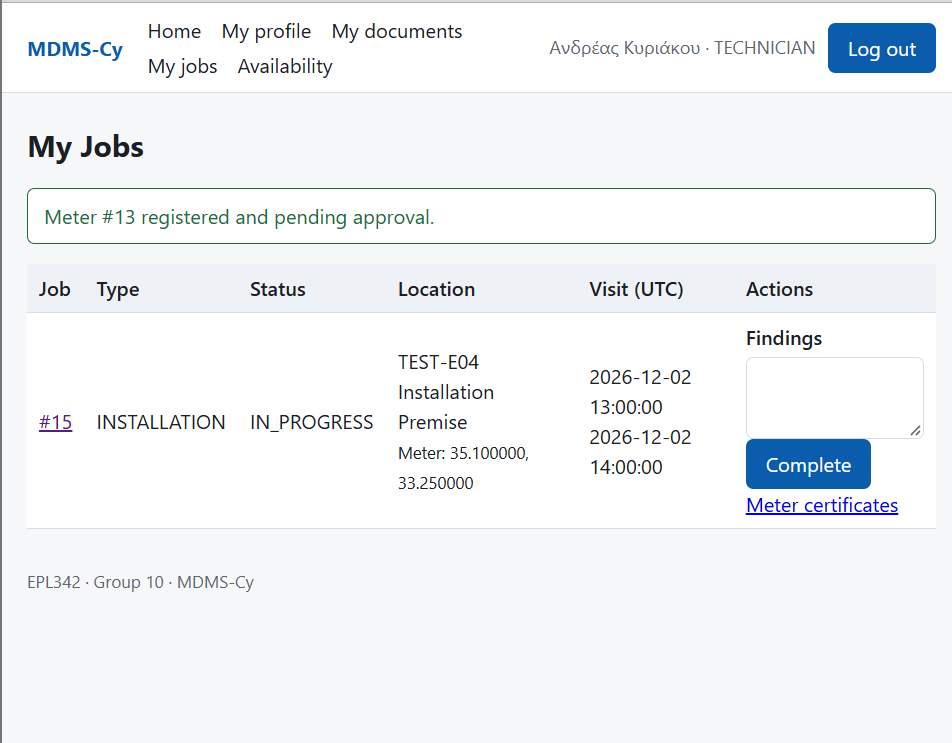 MDMS-Cy
Home My profile My documents
My jobs Availability
Ανδρέας Κυριάκου · TECHNICIAN
Log out
My Jobs
Meter #13 registered and pending approval.
Job Type Status Location Visit (UTC) Actions
#15 INSTALLATION IN_PROGRESS
TEST-E04
Installation
Premise
Meter: 35.100000,
33.250000
2026-12-02
13:00:00
2026-12-02
14:00:00
Findings
Complete
Meter certificates
EPL342 · Group 10 · MDMS-Cy